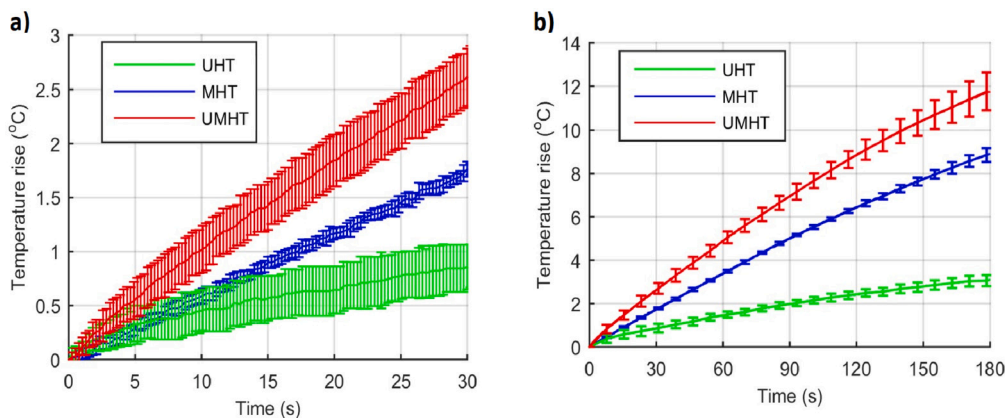 a)
Temperature rise (°C)
3
2.5
2
1.5
1
0.5
0
UHT
MHT
UMHT
0 5 10 15 20 25 30
Time (s)
b)
Temperature rise (°C)
14
12
10
8
6
4
2
0
UHT
MHT
UMHT
0 30 60 90 120 150 180
Time (s)